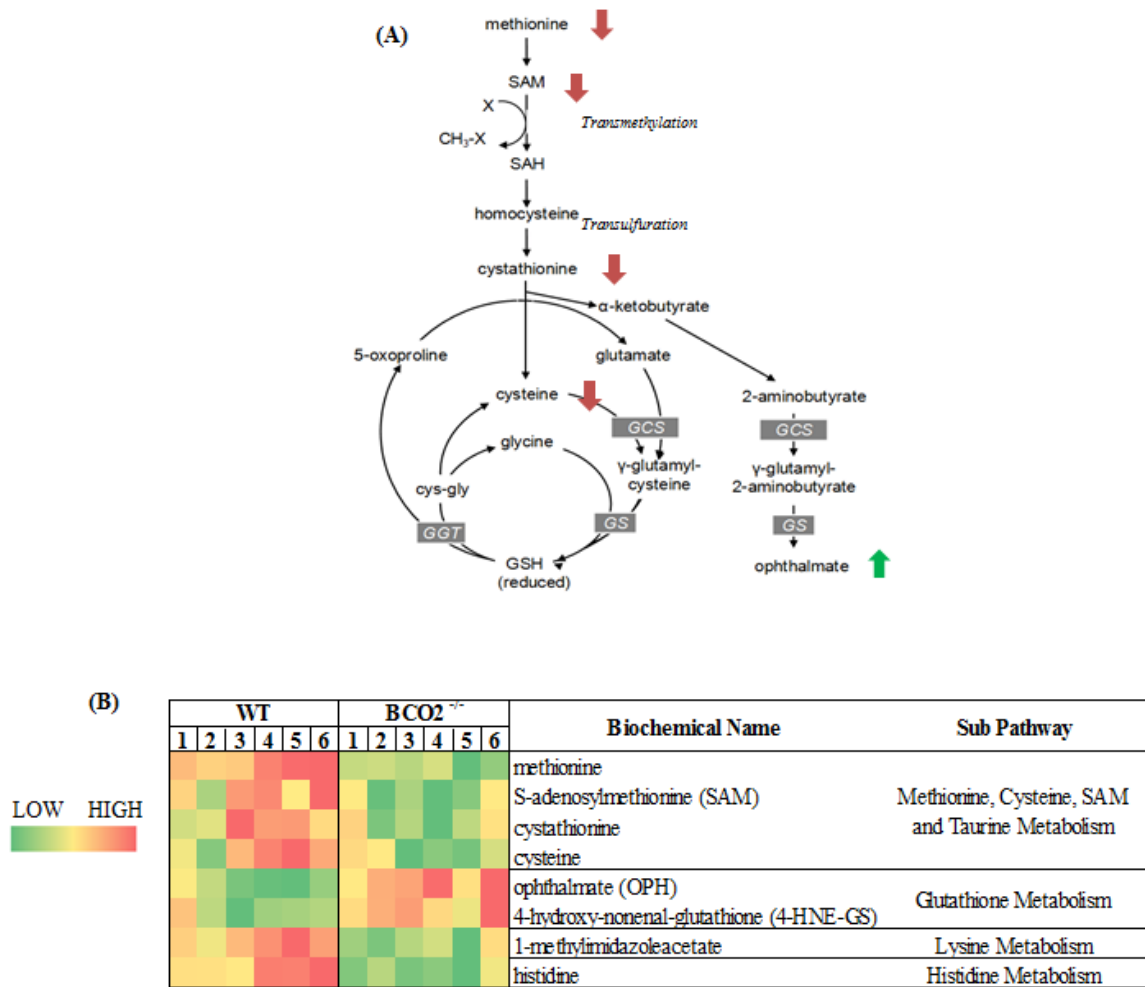 (A)
methionine
SAM
X
Transmethylation
CH3-X
SAH
homocysteine
Transulfuration
cystathionine
α-ketobutyrate
5-oxoproline
glutamate
cysteine
2-aminobutyrate
GCS
GCS
glycine
γ-glutamyl-
cysteine
γ-glutamyl-
2-aminobutyrate
cys-gly
GGT
GS
GS
GSH
(reduced)
ophthalmate
(B)
WT
BCO2 -/-
Biochemical Name
Sub Pathway
1 2 3 4 5 6 1 2 3 4 5 6
LOW HIGH
methionine
S-adenosylmethionine (SAM)
cystathionine
cysteine
Methionine, Cysteine, SAM
and Taurine Metabolism
ophthalmate (OPH)
4-hydroxy-nonenal-glutathione (4-HNE-GS)
Glutathione Metabolism
1-methylimidazoleacetate
Lysine Metabolism
histidine
Histidine Metabolism